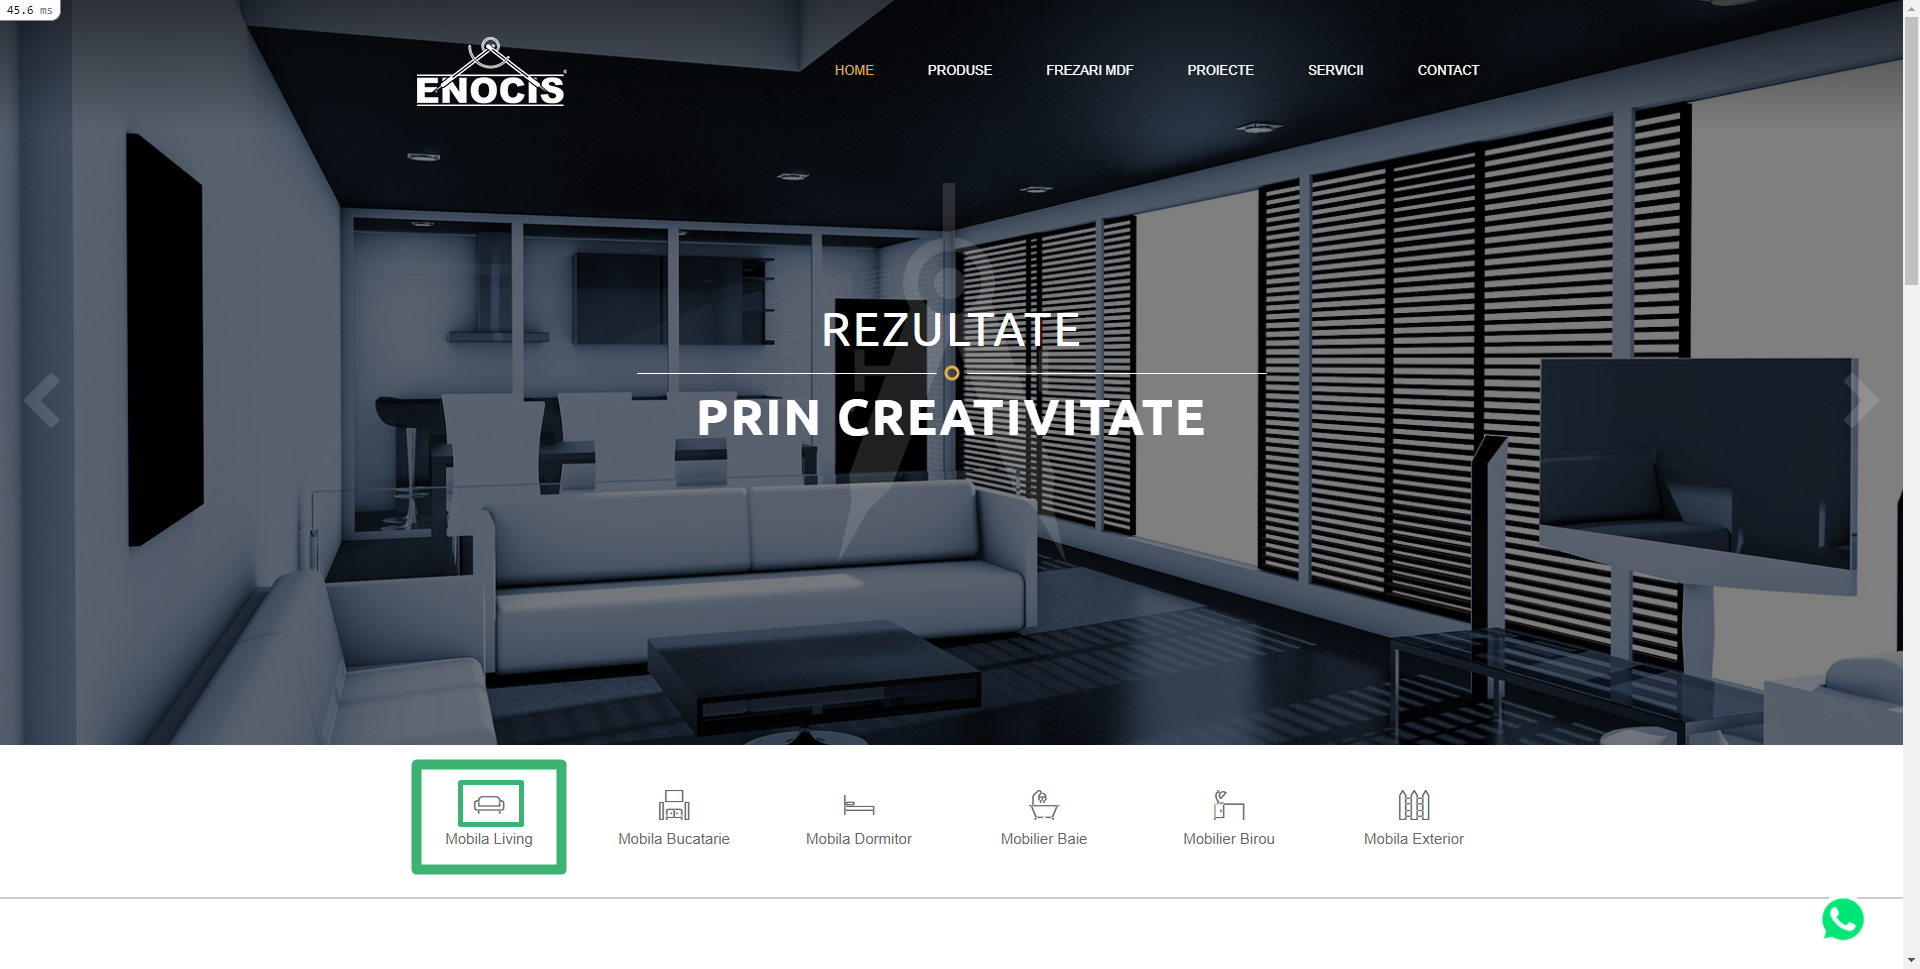 45.6 ms
ENOCIS
HOME PRODUSE FREZARI MDF PROIECTE SERVICII CONTACT
REZULTATE
PRIN CREATIVITATE
Mobila Living Mobila Bucatarie Mobila Dormitor Mobilier Baie Mobilier Birou Mobila Exterior